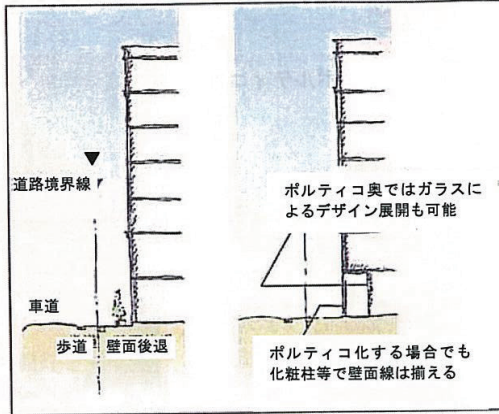 道路境界線
車道
歩道
壁面後退
ポルティコ奥ではガラスに
よるデザイン展開も可能
ポルティコ化する場合でも
化粧柱等で壁面線は揃える